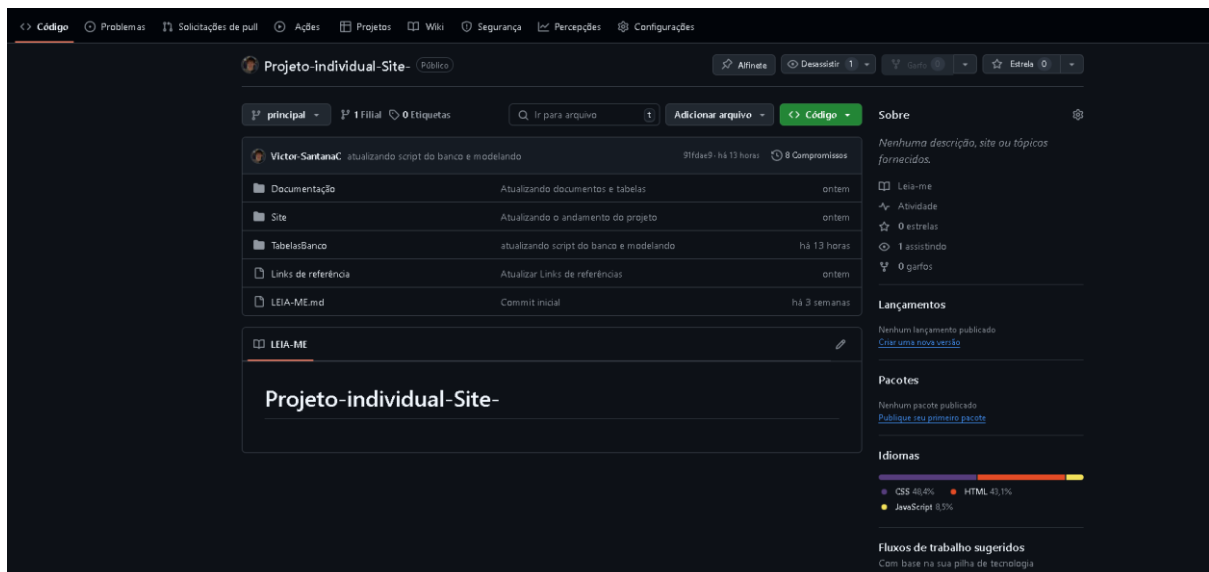 Código Problemas Solicitações de pull Ações Projetos Wiki Segurança Percepções Configurações
Projeto-individual-Site- Público Alfinete Desassistir 1 Garfo 0 Estrela 0
principal 1 Filial 0 Etiquetas Ir para arquivo t Adicionar arquivo Código
Victor-SantanaC atualizando script do banco e modelando 91fdae9 · há 13 horas 8 Compromissos
Documentação Atualizando documentos e tabelas ontem
Site Atualizando o andamento do projeto ontem
TabelasBanco atualizando script do banco e modelando há 13 horas
Links de referência Atualizar Links de referências ontem
LEIA-ME.md Commit inicial há 3 semanas
LEIA-ME
Projeto-individual-Site-
Sobre
Nenhuma descrição, site ou tópicos
fornecidos.
Leia-me
Atividade
0 estrelas
1 assistindo
0 garfos
Lançamentos
Nenhum lançamento publicado
Criar uma nova versão
Pacotes
Nenhum pacote publicado
Publique seu primeiro pacote
Idiomas
CSS 48,4% HTML 43,1%
JavaScript 8,5%
Fluxos de trabalho sugeridos
Com base na sua pilha de tecnologia